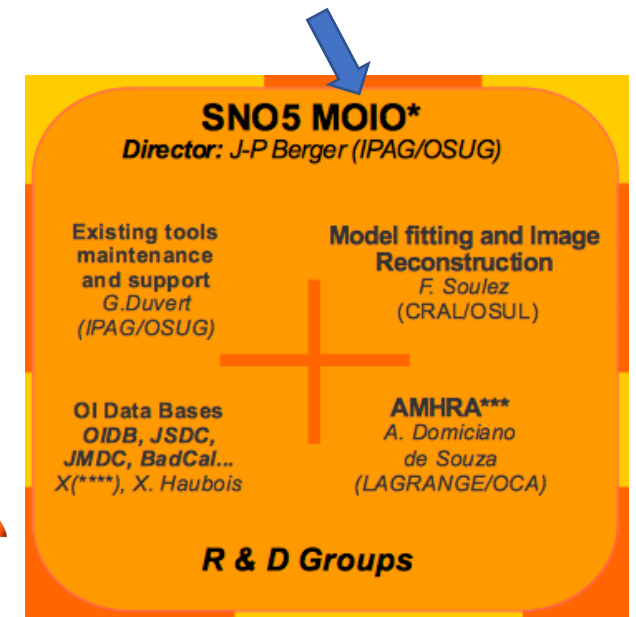 SNO5 MOIO*
Director: J-P Berger (IPAG/OSUG)
Existing tools
maintenance
and support
G.Duvert
(IPAG/OSUG)
Model fitting and Image
Reconstruction
F. Soulez
(CRAL/OSUL)
OI Data Bases
OIDB, JSDC,
JMDC, BadCal...
X(****), X. Haubois
AMHRA***
A. Domiciano
de Souza
(LAGRANGE/OCA)
R & D Groups